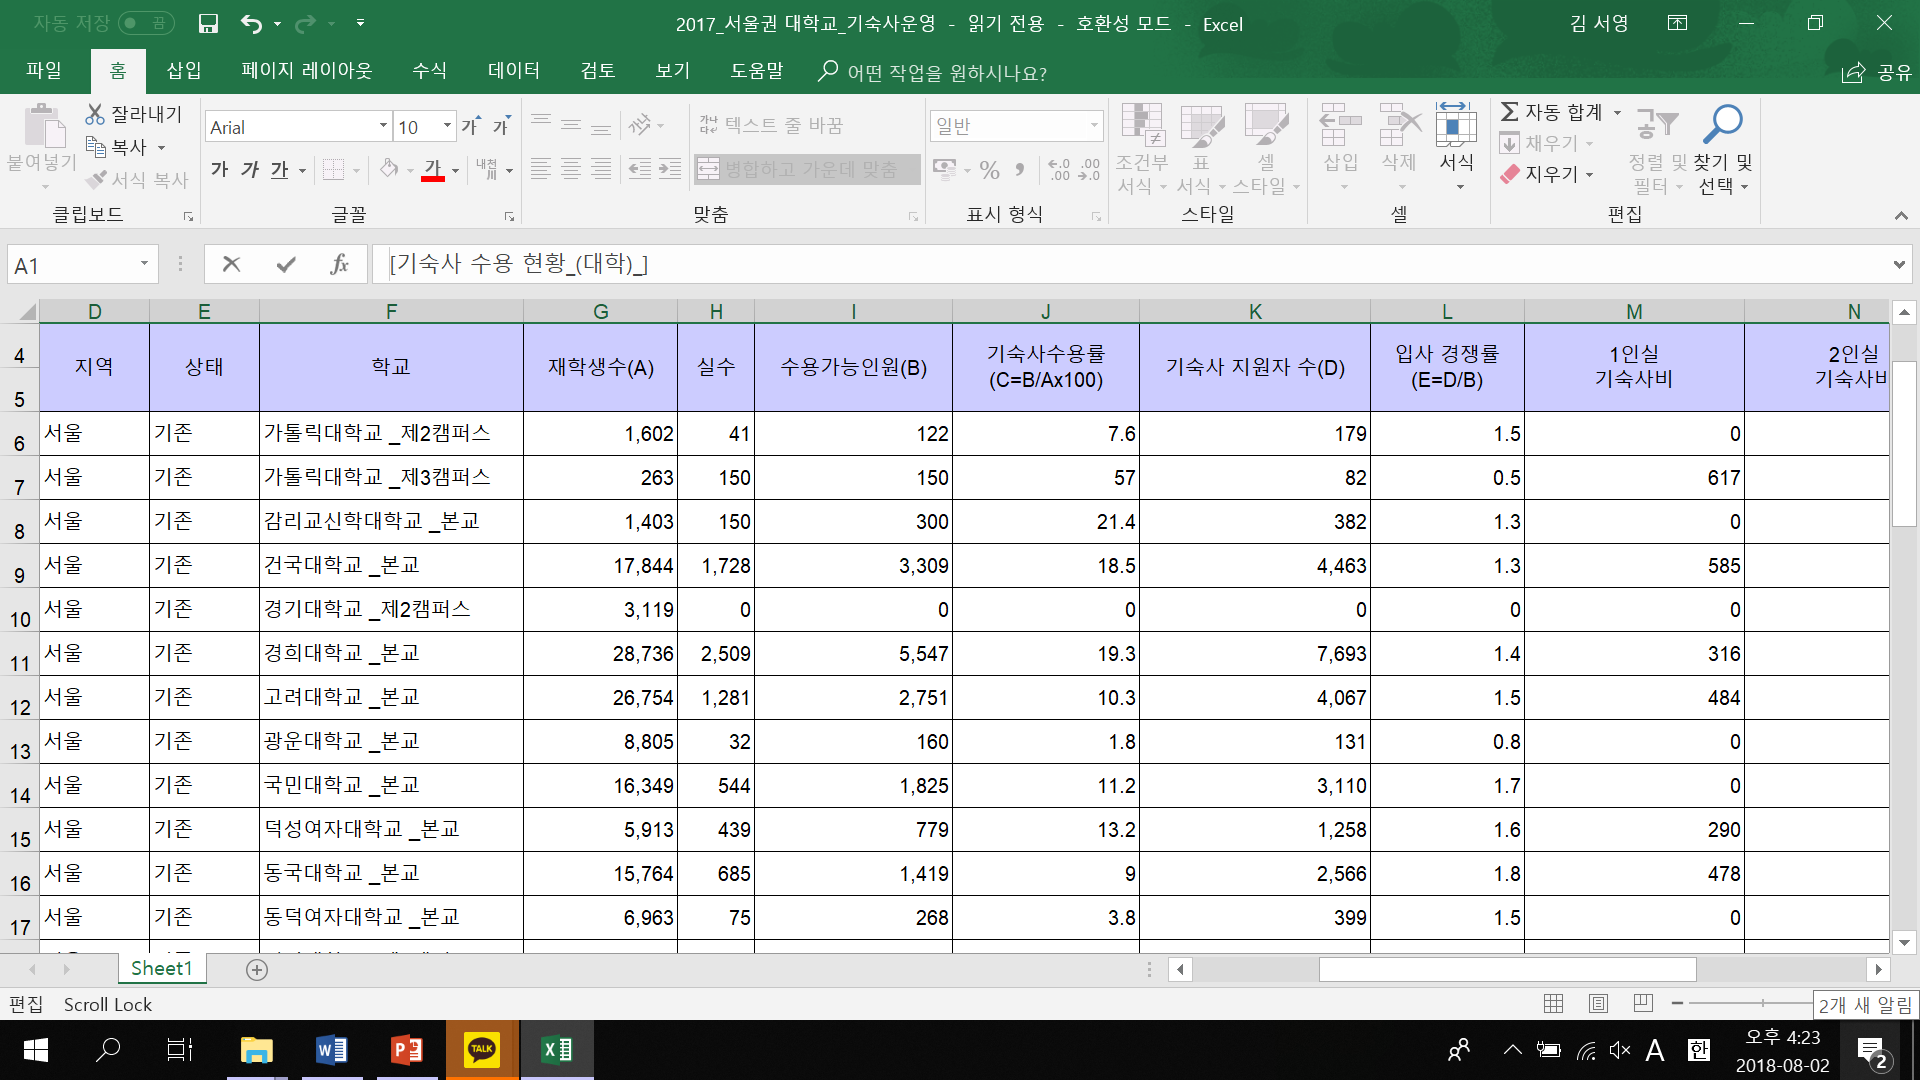 자동 저장 끔
2017_서울권 대학교_기숙사운영 - 읽기 전용 - 호환성 모드 - Excel
김 서영
파일 홈 삽입 페이지 레이아웃 수식 데이터 검토 보기 도움말 어떤 작업을 원하시나요? 공유
붙여넣기
잘라내기
복사
서식 복사
클립보드
Arial 10 가 가
가 가 가 가 내천
글꼴
텍스트 줄 바꿈
병합하고 가운데 맞춤
맞춤
일반
% , .0 .00 .00 .0
표시 형식
조건부 서식
표 서식
셀 스타일
스타일
삽입 삭제 서식
셀
자동 합계
채우기
지우기
정렬 및 필터
찾기 및 선택
편집
A1 fx [기숙사 수용 현황_(대학)_]
D E F G H I J K L M N
4 5 지역 상태 학교 재학생수(A) 실수 수용가능인원(B) 기숙사수용률 (C=B/Ax100) 기숙사 지원자 수(D) 입사 경쟁률 (E=D/B) 1인실 기숙사비 2인실
6 서울 기존 가톨릭대학교 _제2캠퍼스 1,602 41 122 7.6 179 1.5 0
7 서울 기존 가톨릭대학교 _제3캠퍼스 263 150 150 57 82 0.5 617
8 서울 기존 감리교신학대학교 _본교 1,403 150 300 21.4 382 1.3 0
9 서울 기존 건국대학교 _본교 17,844 1,728 3,309 18.5 4,463 1.3 585
10 서울 기존 경기대학교 _제2캠퍼스 3,119 0 0 0 0 0 0
11 서울 기존 경희대학교 _본교 28,736 2,509 5,547 19.3 7,693 1.4 316
12 서울 기존 고려대학교 _본교 26,754 1,281 2,751 10.3 4,067 1.5 484
13 서울 기존 광운대학교 _본교 8,805 32 160 1.8 131 0.8 0
14 서울 기존 국민대학교 _본교 16,349 544 1,825 11.2 3,110 1.7 0
15 서울 기존 덕성여자대학교 _본교 5,913 439 779 13.2 1,258 1.6 290
16 서울 기존 동국대학교 _본교 15,764 685 1,419 9 2,566 1.8 478
17 서울 기존 동덕여자대학교 _본교 6,963 75 268 3.8 399 1.5 0
Sheet1
편집 Scroll Lock
2개 새 알림
TALK
A 한
오후 4:23
2018-08-02
2